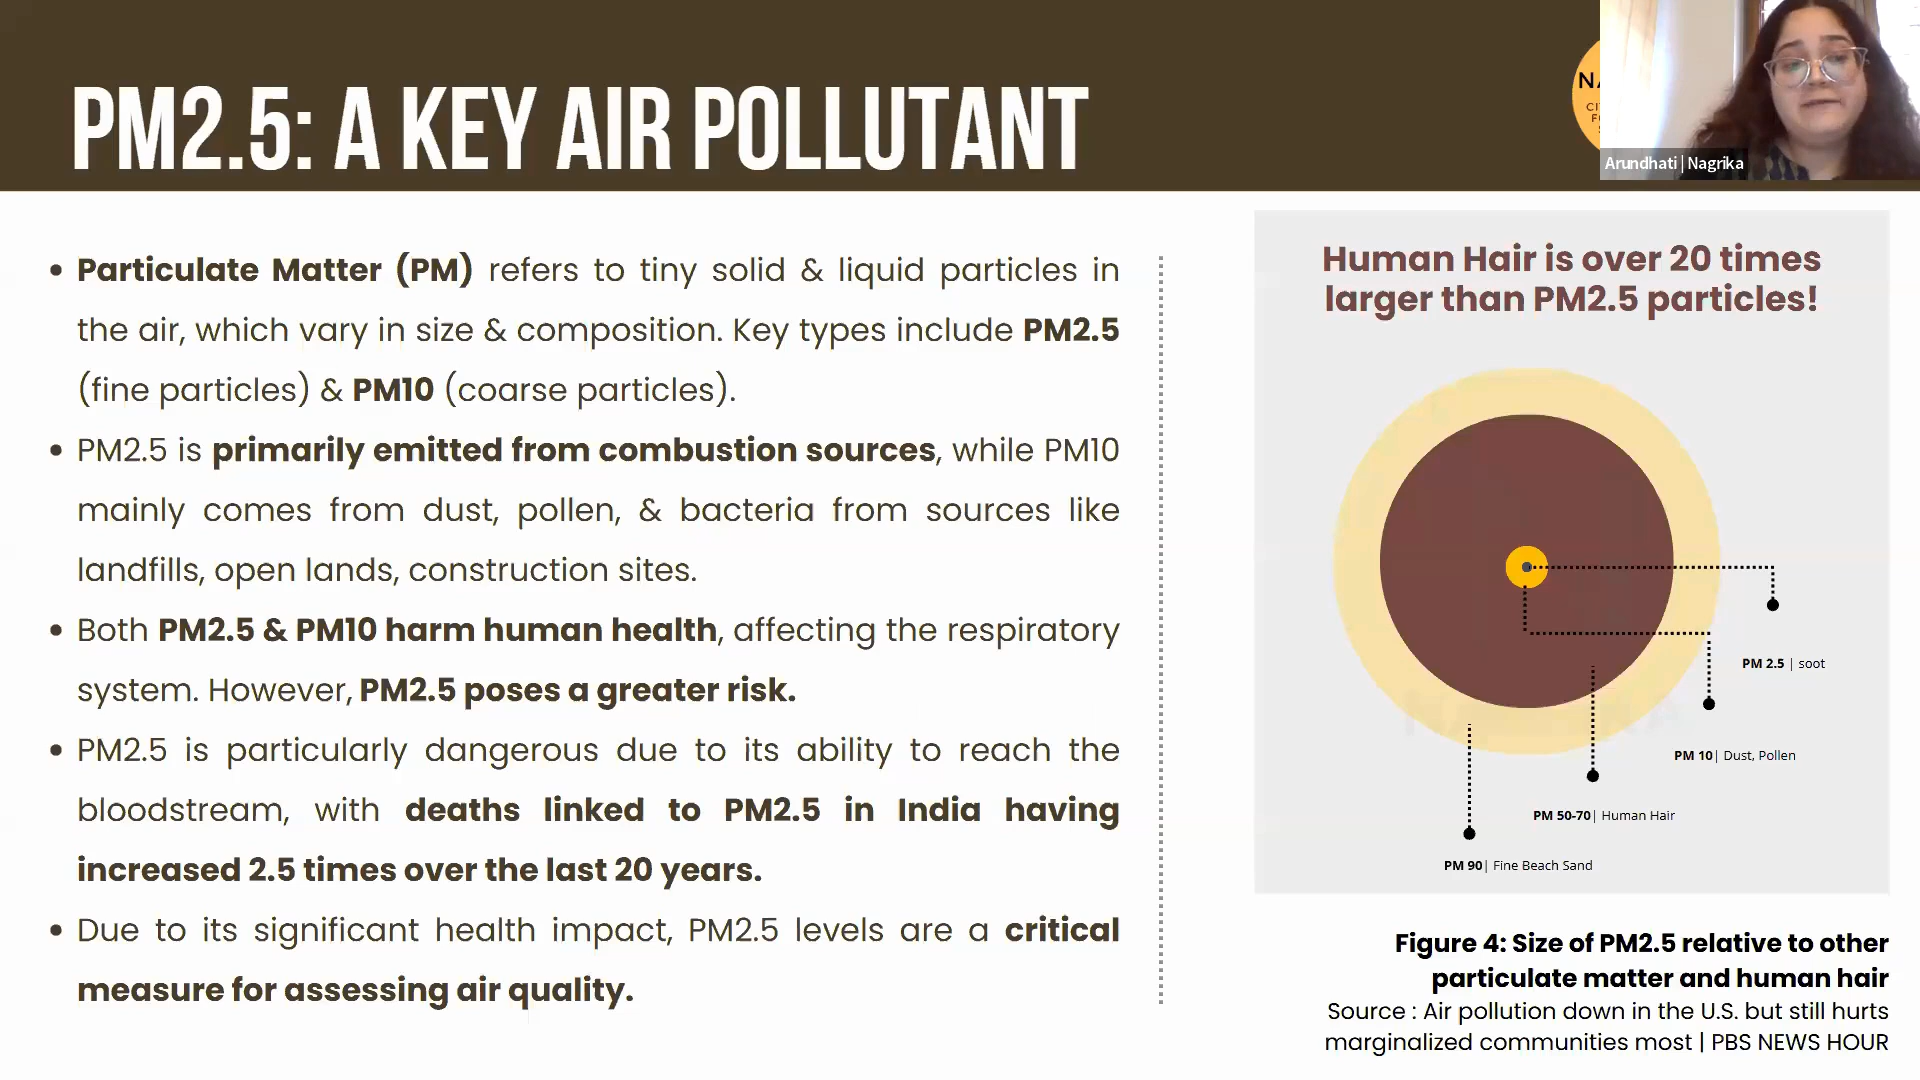 PM2.5: A KEY AIR POLLUTANT
Arundhati | Nagrika
• Particulate Matter (PM) refers to tiny solid & liquid particles in
the air, which vary in size & composition. Key types include PM2.5
(fine particles) & PM10 (coarse particles).
• PM2.5 is primarily emitted from combustion sources, while PM10
mainly comes from dust, pollen, & bacteria from sources like
landfills, open lands, construction sites.
• Both PM2.5 & PM10 harm human health, affecting the respiratory
system. However, PM2.5 poses a greater risk.
• PM2.5 is particularly dangerous due to its ability to reach the
bloodstream, with deaths linked to PM2.5 in India having
increased 2.5 times over the last 20 years.
• Due to its significant health impact, PM2.5 levels are a critical
measure for assessing air quality.
Human Hair is over 20 times
larger than PM2.5 particles!
PM 2.5 | soot
PM 10| Dust, Pollen
PM 50-70| Human Hair
PM 90| Fine Beach Sand
Figure 4: Size of PM2.5 relative to other
particulate matter and human hair
Source : Air pollution down in the U.S. but still hurts
marginalized communities most | PBS NEWS HOUR